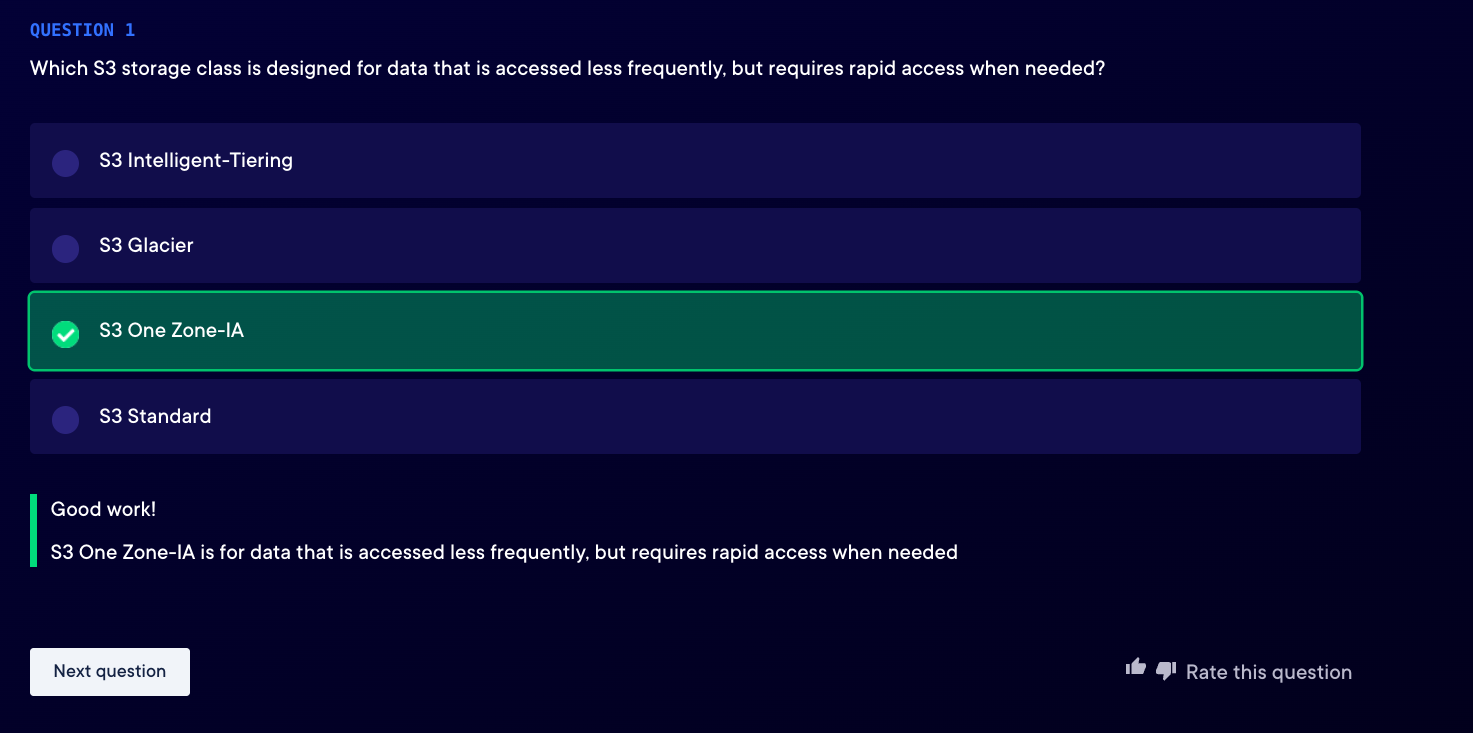 QUESTION 1
Which S3 storage class is designed for data that is accessed less frequently, but requires rapid access when needed?
S3 Intelligent-Tiering
S3 Glacier
S3 One Zone-IA
S3 Standard
Good work!
S3 One Zone-IA is for data that is accessed less frequently, but requires rapid access when needed
Next question
Rate this question